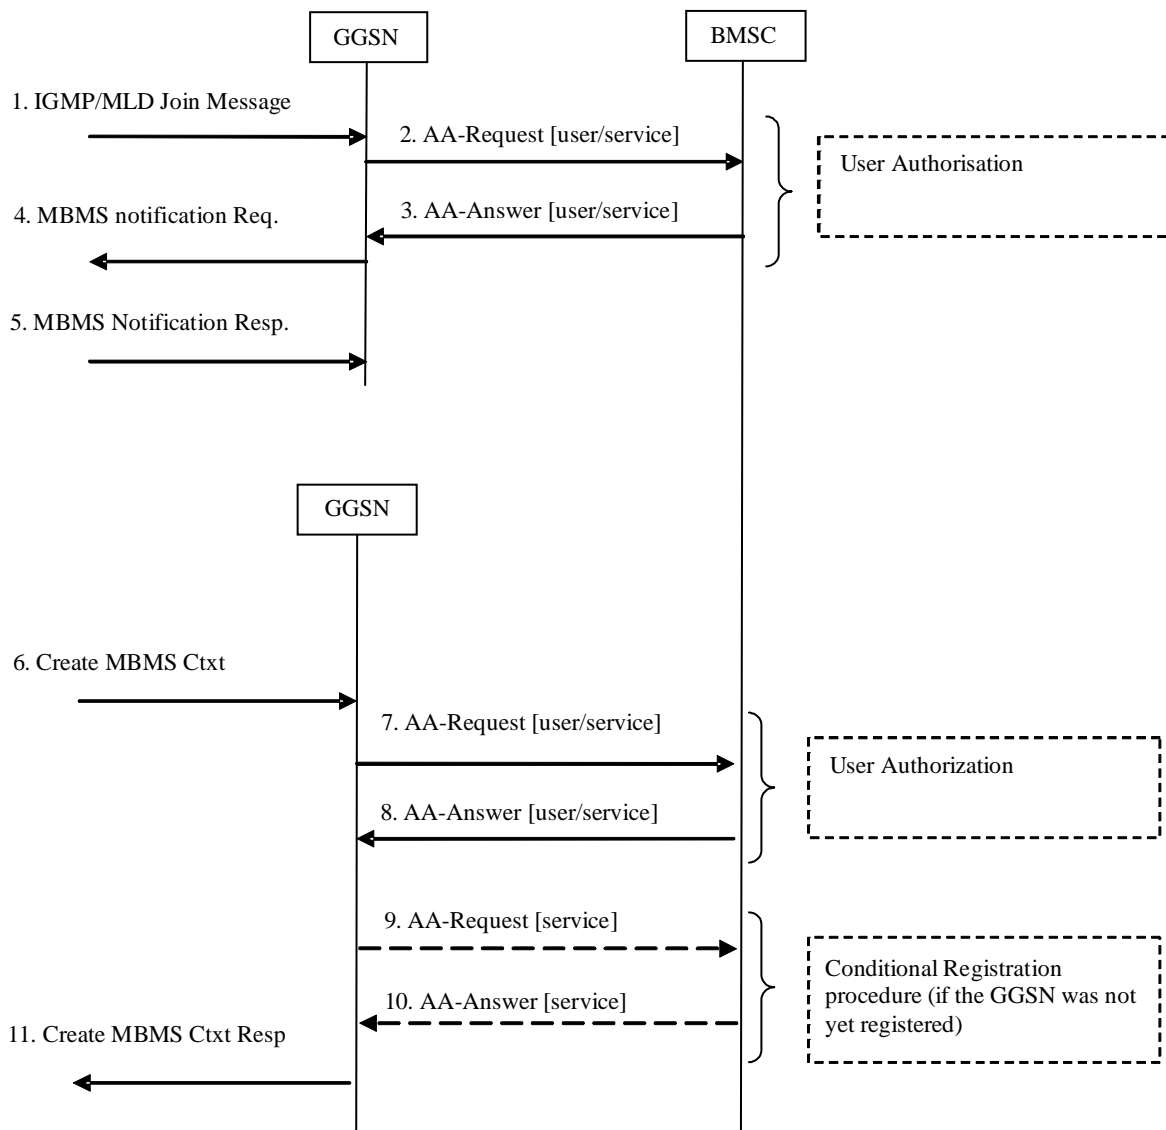 GGSN
BMSC
1. IGMP/MLD Join Message
2. AA-Request [user/service]
User Authorisation
4. MBMS notification Req.
3. AA-Answer [user/service]
5. MBMS Notification Resp.
GGSN
6. Create MBMS Ctxt
7. AA-Request [user/service]
User Authorization
8. AA-Answer [user/service]
9. AA-Request [service]
Conditional Registration
procedure (if the GGSN was not
yet registered)
10. AA-Answer [service]
11. Create MBMS Ctxt Resp